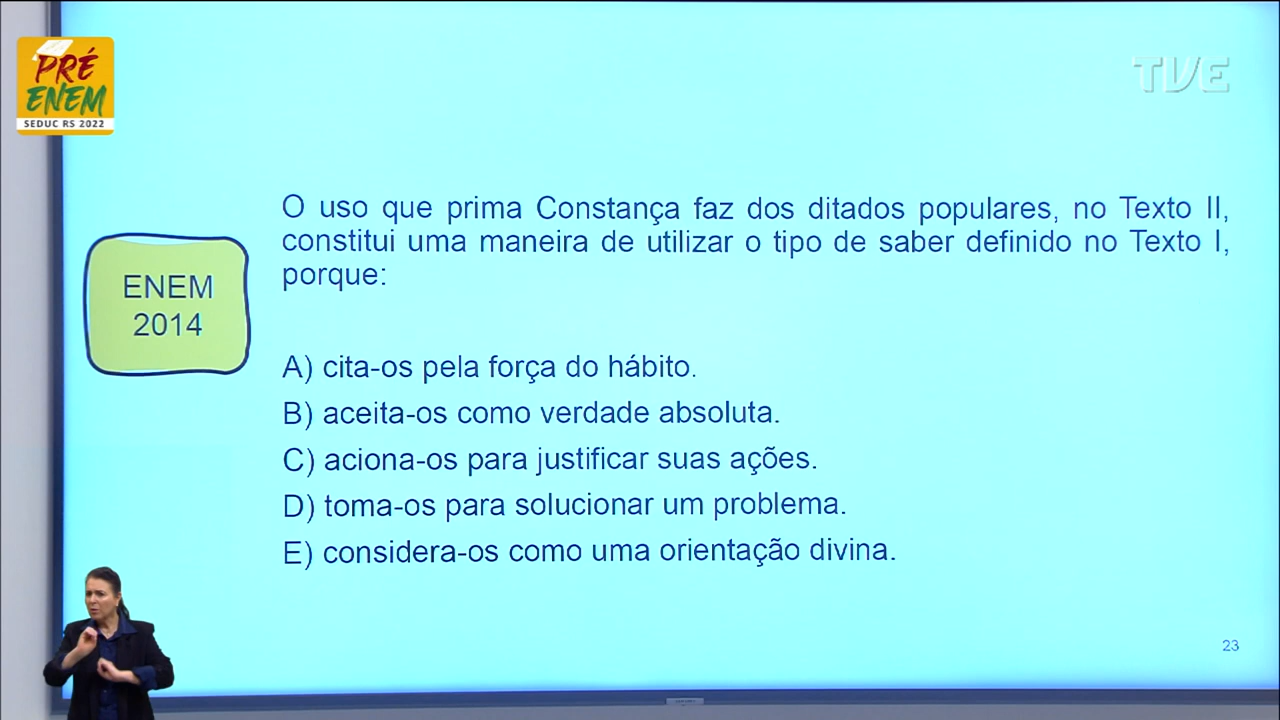 PRÉ
ENEM
SEDUC RS 2022
TVE
O uso que prima Constança faz dos ditados populares, no Texto II,
constitui uma maneira de utilizar o tipo de saber definido no Texto I,
porque:
ENEM
2014
A) cita-os pela força do hábito.
B) aceita-os como verdade absoluta.
C) aciona-os para justificar suas ações.
D) toma-os para solucionar um problema.
E) considera-os como uma orientação divina.
23